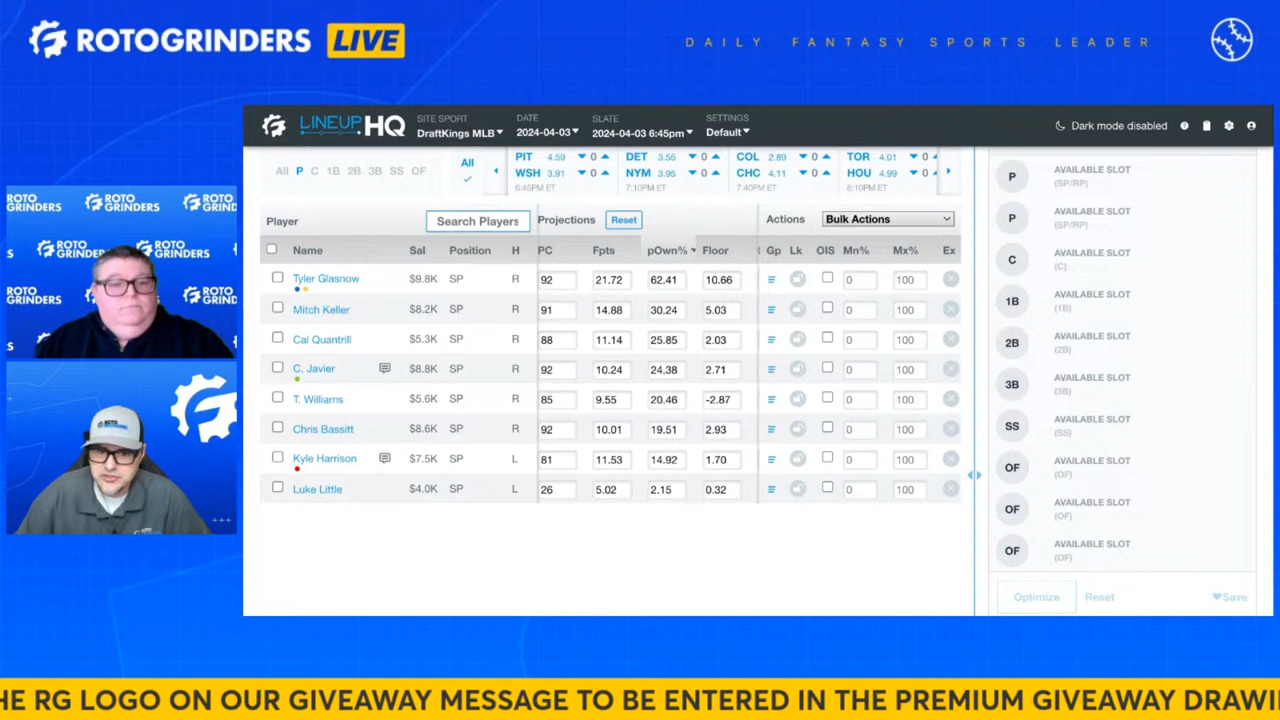 ROTOGRINDERS LIVE
DAILY FANTASY SPORTS LEADER
LINEUPHQ
SITE SPORT
DraftKings MLB
DATE
2024-04-03
SLATE
2024-04-03 6:45pm
SETTINGS
Default
Dark mode disabled
All P C 1B 2B 3B SS OF
All
PIT 4.59 0
WSH 3.91 0
6:45PM ET
DET 3.55 0
NYM 3.95 0
7:10PM ET
COL 2.89 0
CHC 4.11 0
7:40PM ET
TOR 4.01 0
HOU 4.99 0
8:10PM ET
Player Search Players Projections Reset Actions Bulk Actions
Name Sal Position H PC Fpts pOwn% Floor Gp Lk OIS Mn% Mx% Ex
Tyler Glasnow $9.8K SP R 92 21.72 62.41 10.66 0 100
Mitch Keller $8.2K SP R 91 14.88 30.24 5.03 0 100
Cal Quantrill $5.3K SP R 88 11.14 25.85 2.03 0 100
C. Javier $8.8K SP R 92 10.24 24.38 2.71 0 100
T. Williams $5.6K SP R 85 9.55 20.46 -2.87 0 100
Chris Bassitt $8.6K SP R 92 10.01 19.51 2.93 0 100
Kyle Harrison $7.5K SP L 81 11.53 14.92 1.70 0 100
Luke Little $4.0K SP L 26 5.02 2.15 0.32 0 100
P AVAILABLE SLOT
(SP/RP)
P AVAILABLE SLOT
(SP/RP)
C AVAILABLE SLOT
(C)
1B AVAILABLE SLOT
(1B)
2B AVAILABLE SLOT
(2B)
3B AVAILABLE SLOT
(3B)
SS AVAILABLE SLOT
(SS)
OF AVAILABLE SLOT
(OF)
OF AVAILABLE SLOT
(OF)
OF AVAILABLE SLOT
(OF)
Optimize Reset Save
HE RG LOGO ON OUR GIVEAWAY MESSAGE TO BE ENTERED IN THE PREMIUM GIVEAWAY DRAWI